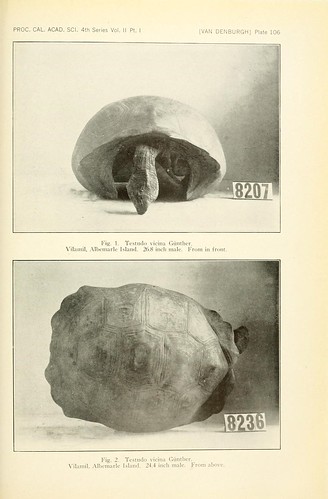 PROC. CAL. ACAD. SCI. 4th Series Vol. II Pt. I
[VAN DENBURGH] Plate 106
8207
Fig. 1. Testudo vicina Günther.
Vilamil, Albemarle Island. 26.8 inch male. From in front.
8236
Fig. 2. Testudo vicina Günther.
Vilamil, Albemarle Island. 24.4 inch male. From above.